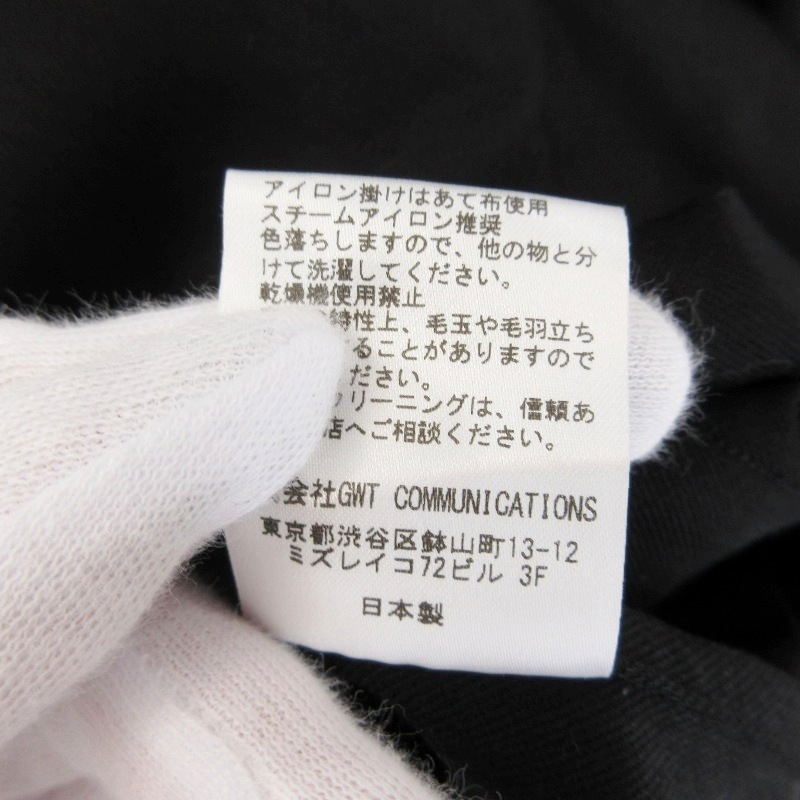 アイロン掛けはあて布使用
スチームアイロン推奨
色落ちしますので、他の物と分
けて洗濯してください。
乾燥機使用禁止
特性上、毛玉や毛羽立ち
ることがありますので
ださい。
クリーニングは、信頼あ
店へご相談ください。
会社GWT COMMUNICATIONS
東京都渋谷区鉢山町13-12
ミズレイコ72ビル 3F
日本製